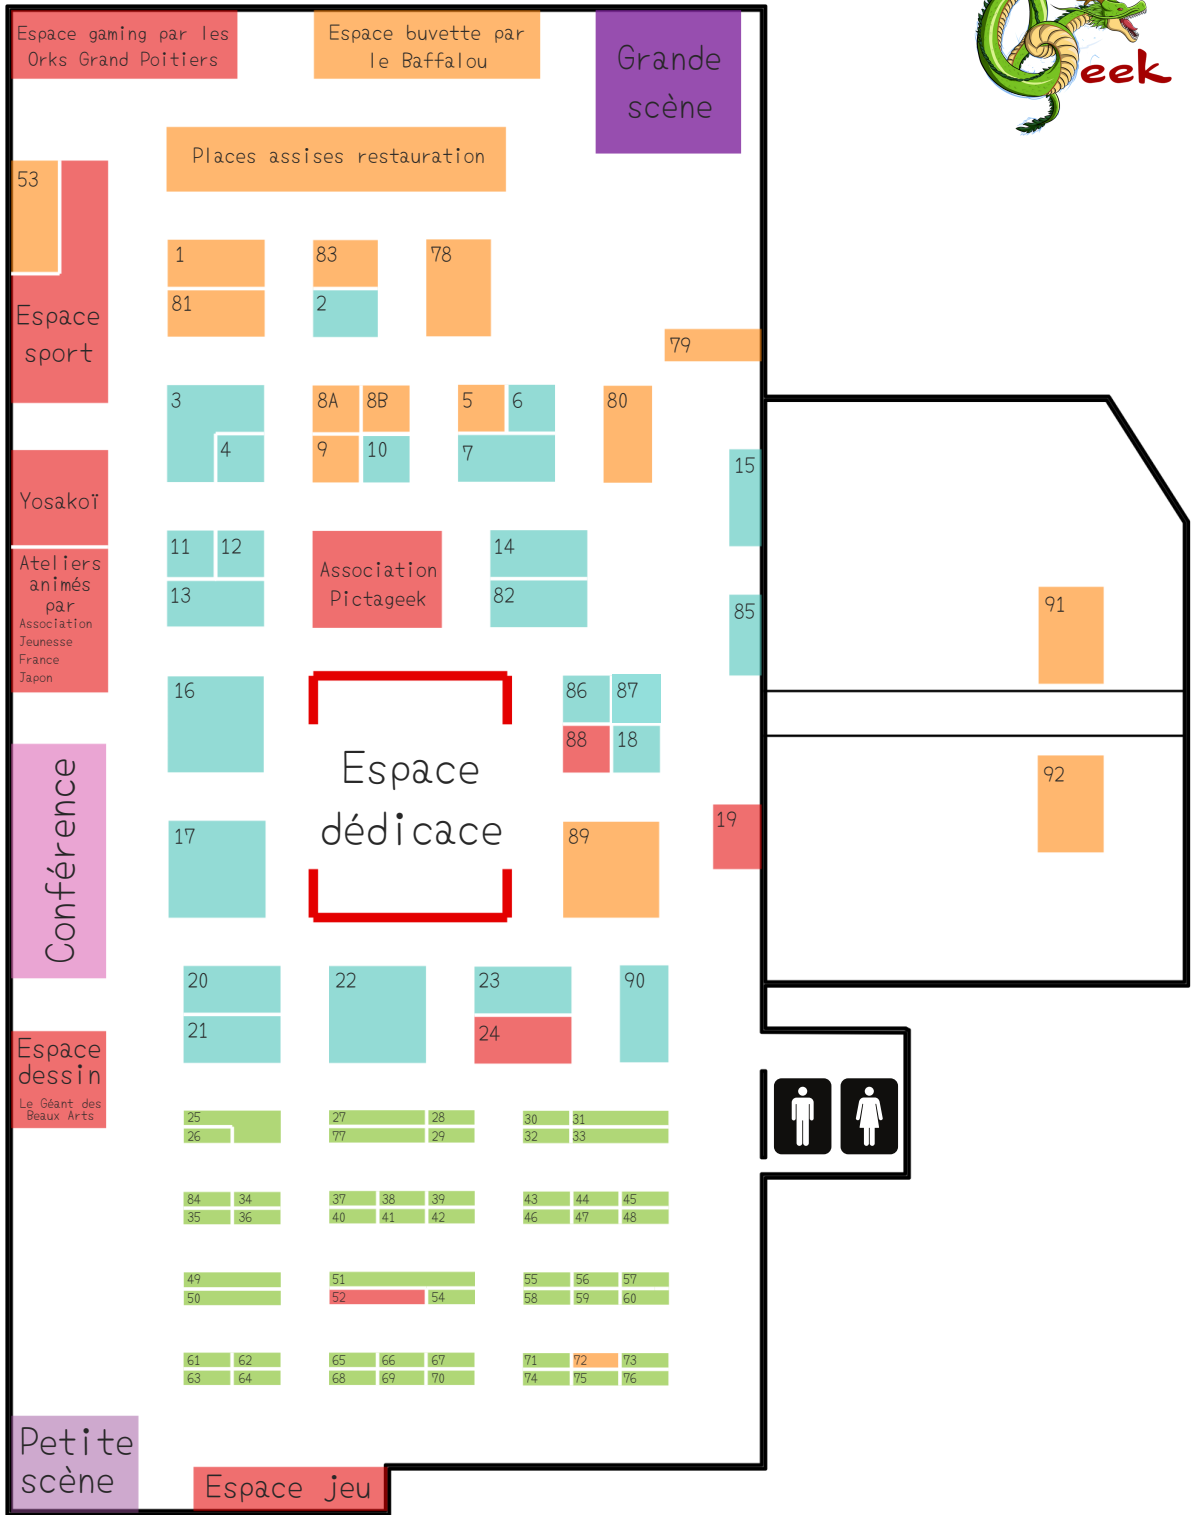 Espace gaming par les
Orks Grand Poitiers
Espace buvette par
le Baffalou
Grande
scène
eek
Places assises restauration
53
Espace
sport
1
81
83
2
78
79
3
4
8A
8B
9
10
5
6
7
80
15
Yosakoï
Ateliers
animés
par
Association
Jeunesse
France
Japon
11
12
13
Association
Pictageek
14
82
85
91
16
86
87
88
18
Espace
dédicace
92
Conférence
17
89
19
20
21
22
23
24
90
Espace
dessin
Le Géant des
Beaux Arts
25
26
27
28
77
29
30
31
32
33
84
34
35
36
37
38
39
40
41
42
43
44
45
46
47
48
49
50
51
52
54
55
56
57
58
59
60
61
62
63
64
65
66
67
68
69
70
71
72
73
74
75
76
Petite
scène
Espace jeu